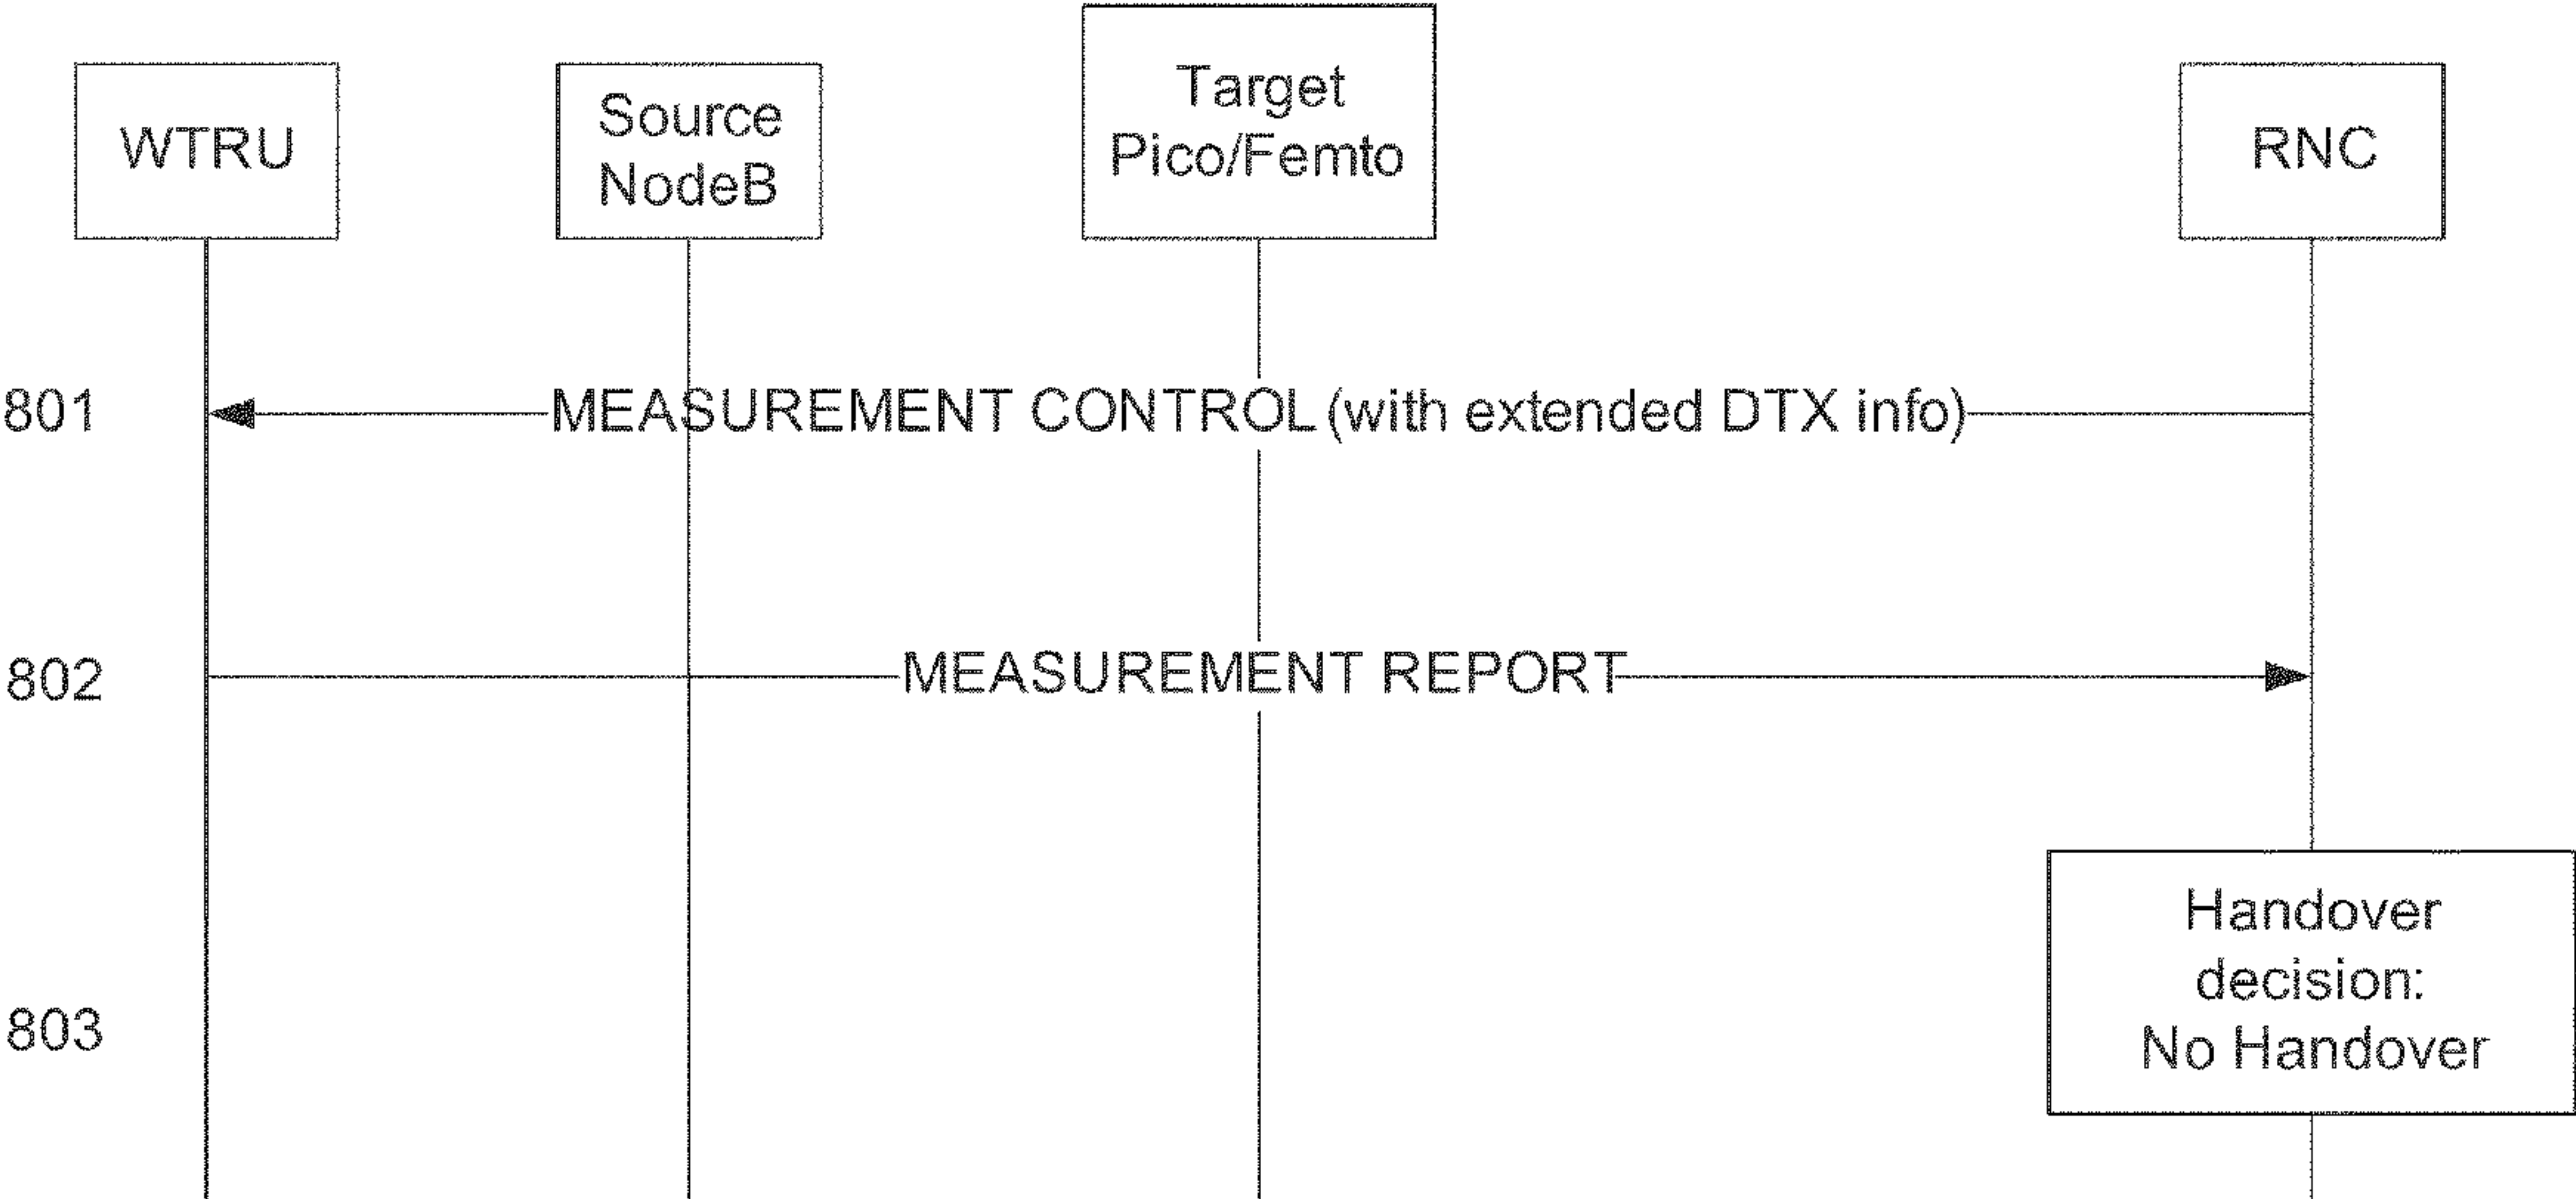 WTRU
Source
NodeB
Target
Pico/Femto
RNC
801
MEASUREMENT CONTROL (with extended DTX info)
802
MEASUREMENT REPORT
803
Handover
decision:
No Handover